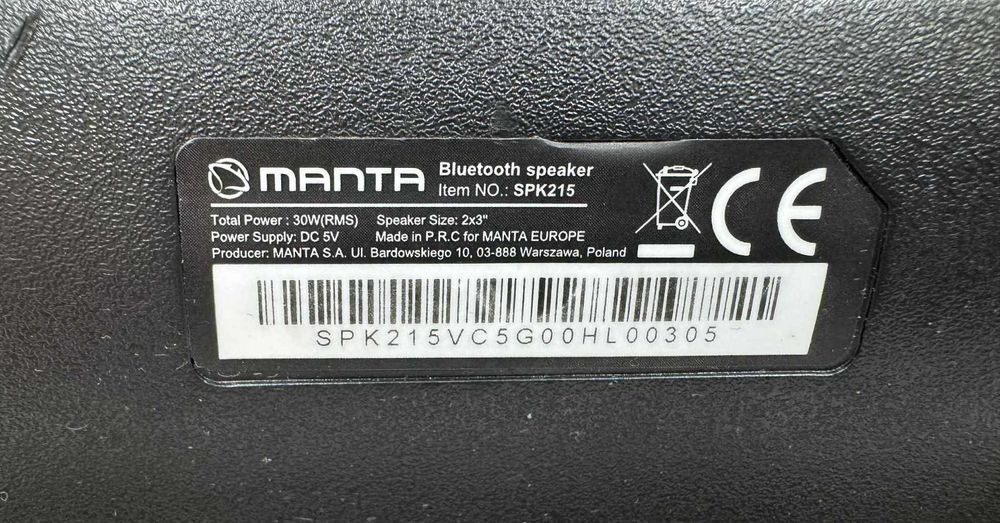 MANTA
Bluetooth speaker
Item NO.: SPK215
Total Power : 30W(RMS) Speaker Size: 2x3"
Power Supply: DC 5V Made in P.R.C for MANTA EUROPE
Producer: MANTA S.A. Ul. Bardowskiego 10, 03-888 Warszawa, Poland
CE
SPK215VC5G00HL00305